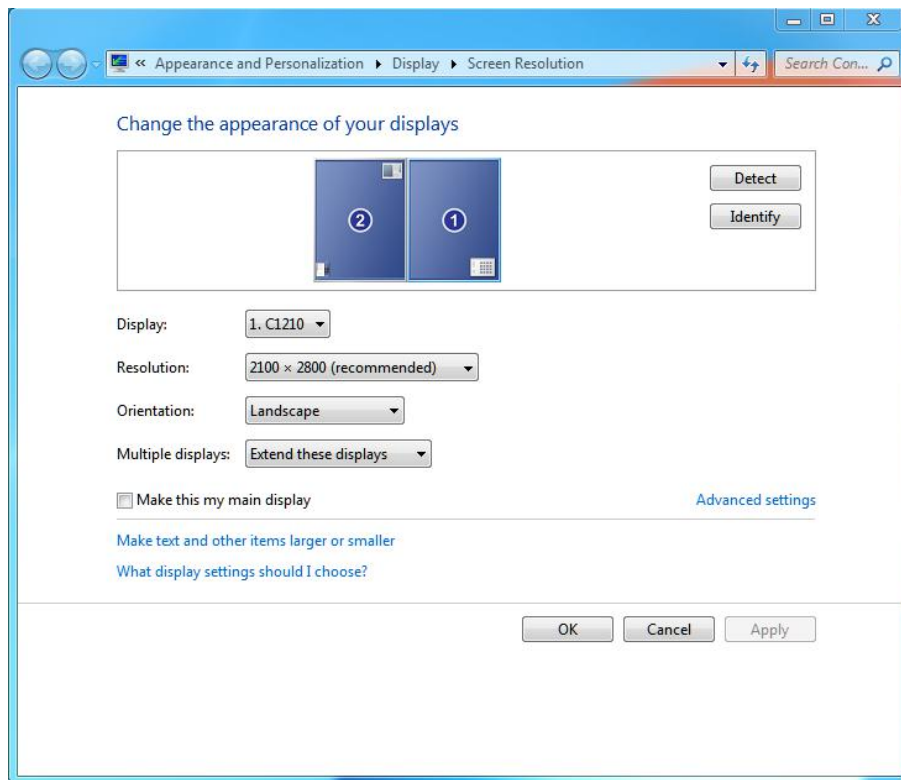 « Appearance and Personalization ▸ Display ▸ Screen Resolution
Search Con...
Change the appearance of your displays
2
1
Detect
Identify
Display: 1. C1210
Resolution: 2100 × 2800 (recommended)
Orientation: Landscape
Multiple displays: Extend these displays
Make this my main display
Advanced settings
Make text and other items larger or smaller
What display settings should I choose?
OK
Cancel
Apply